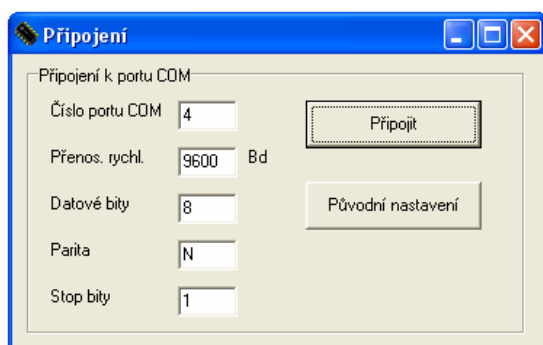 Připojení
Připojení k portu COM
Číslo portu COM 4
Připojit
Přenos. rychl. 9600 Bd
Datové bity 8
Původní nastavení
Parita N
Stop bity 1